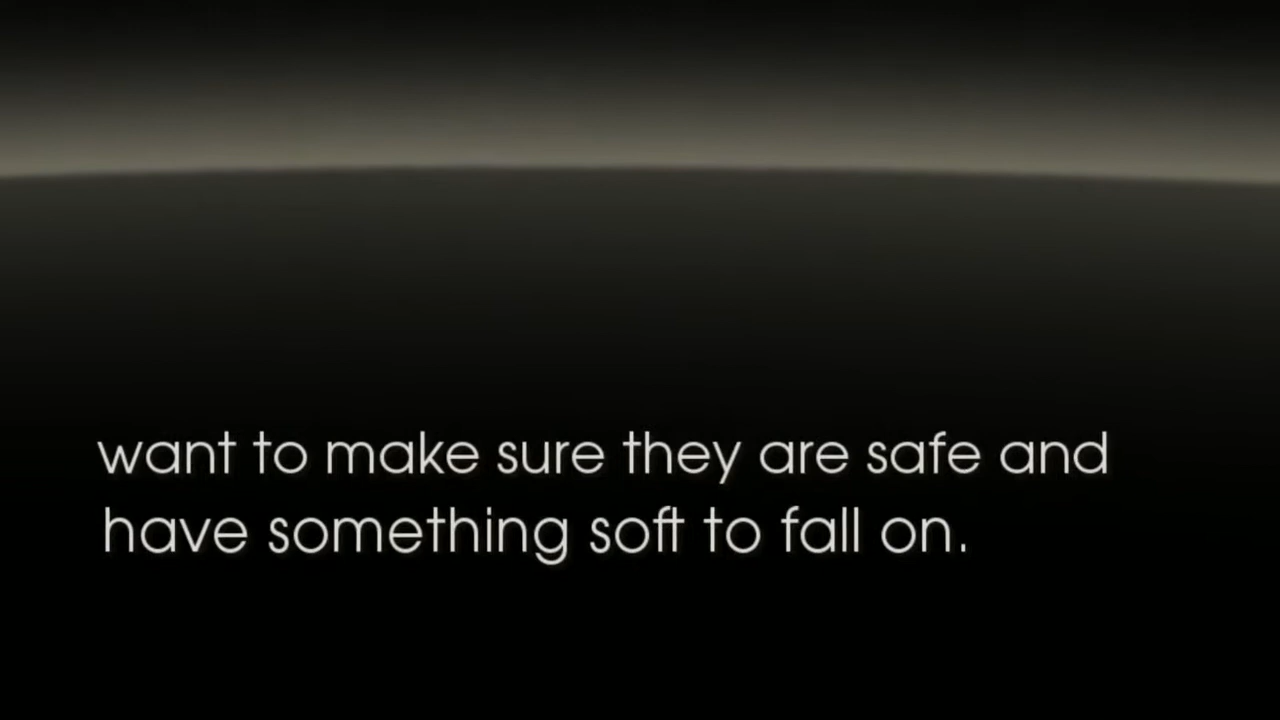 want to make sure they are safe and
have something soft to fall on.